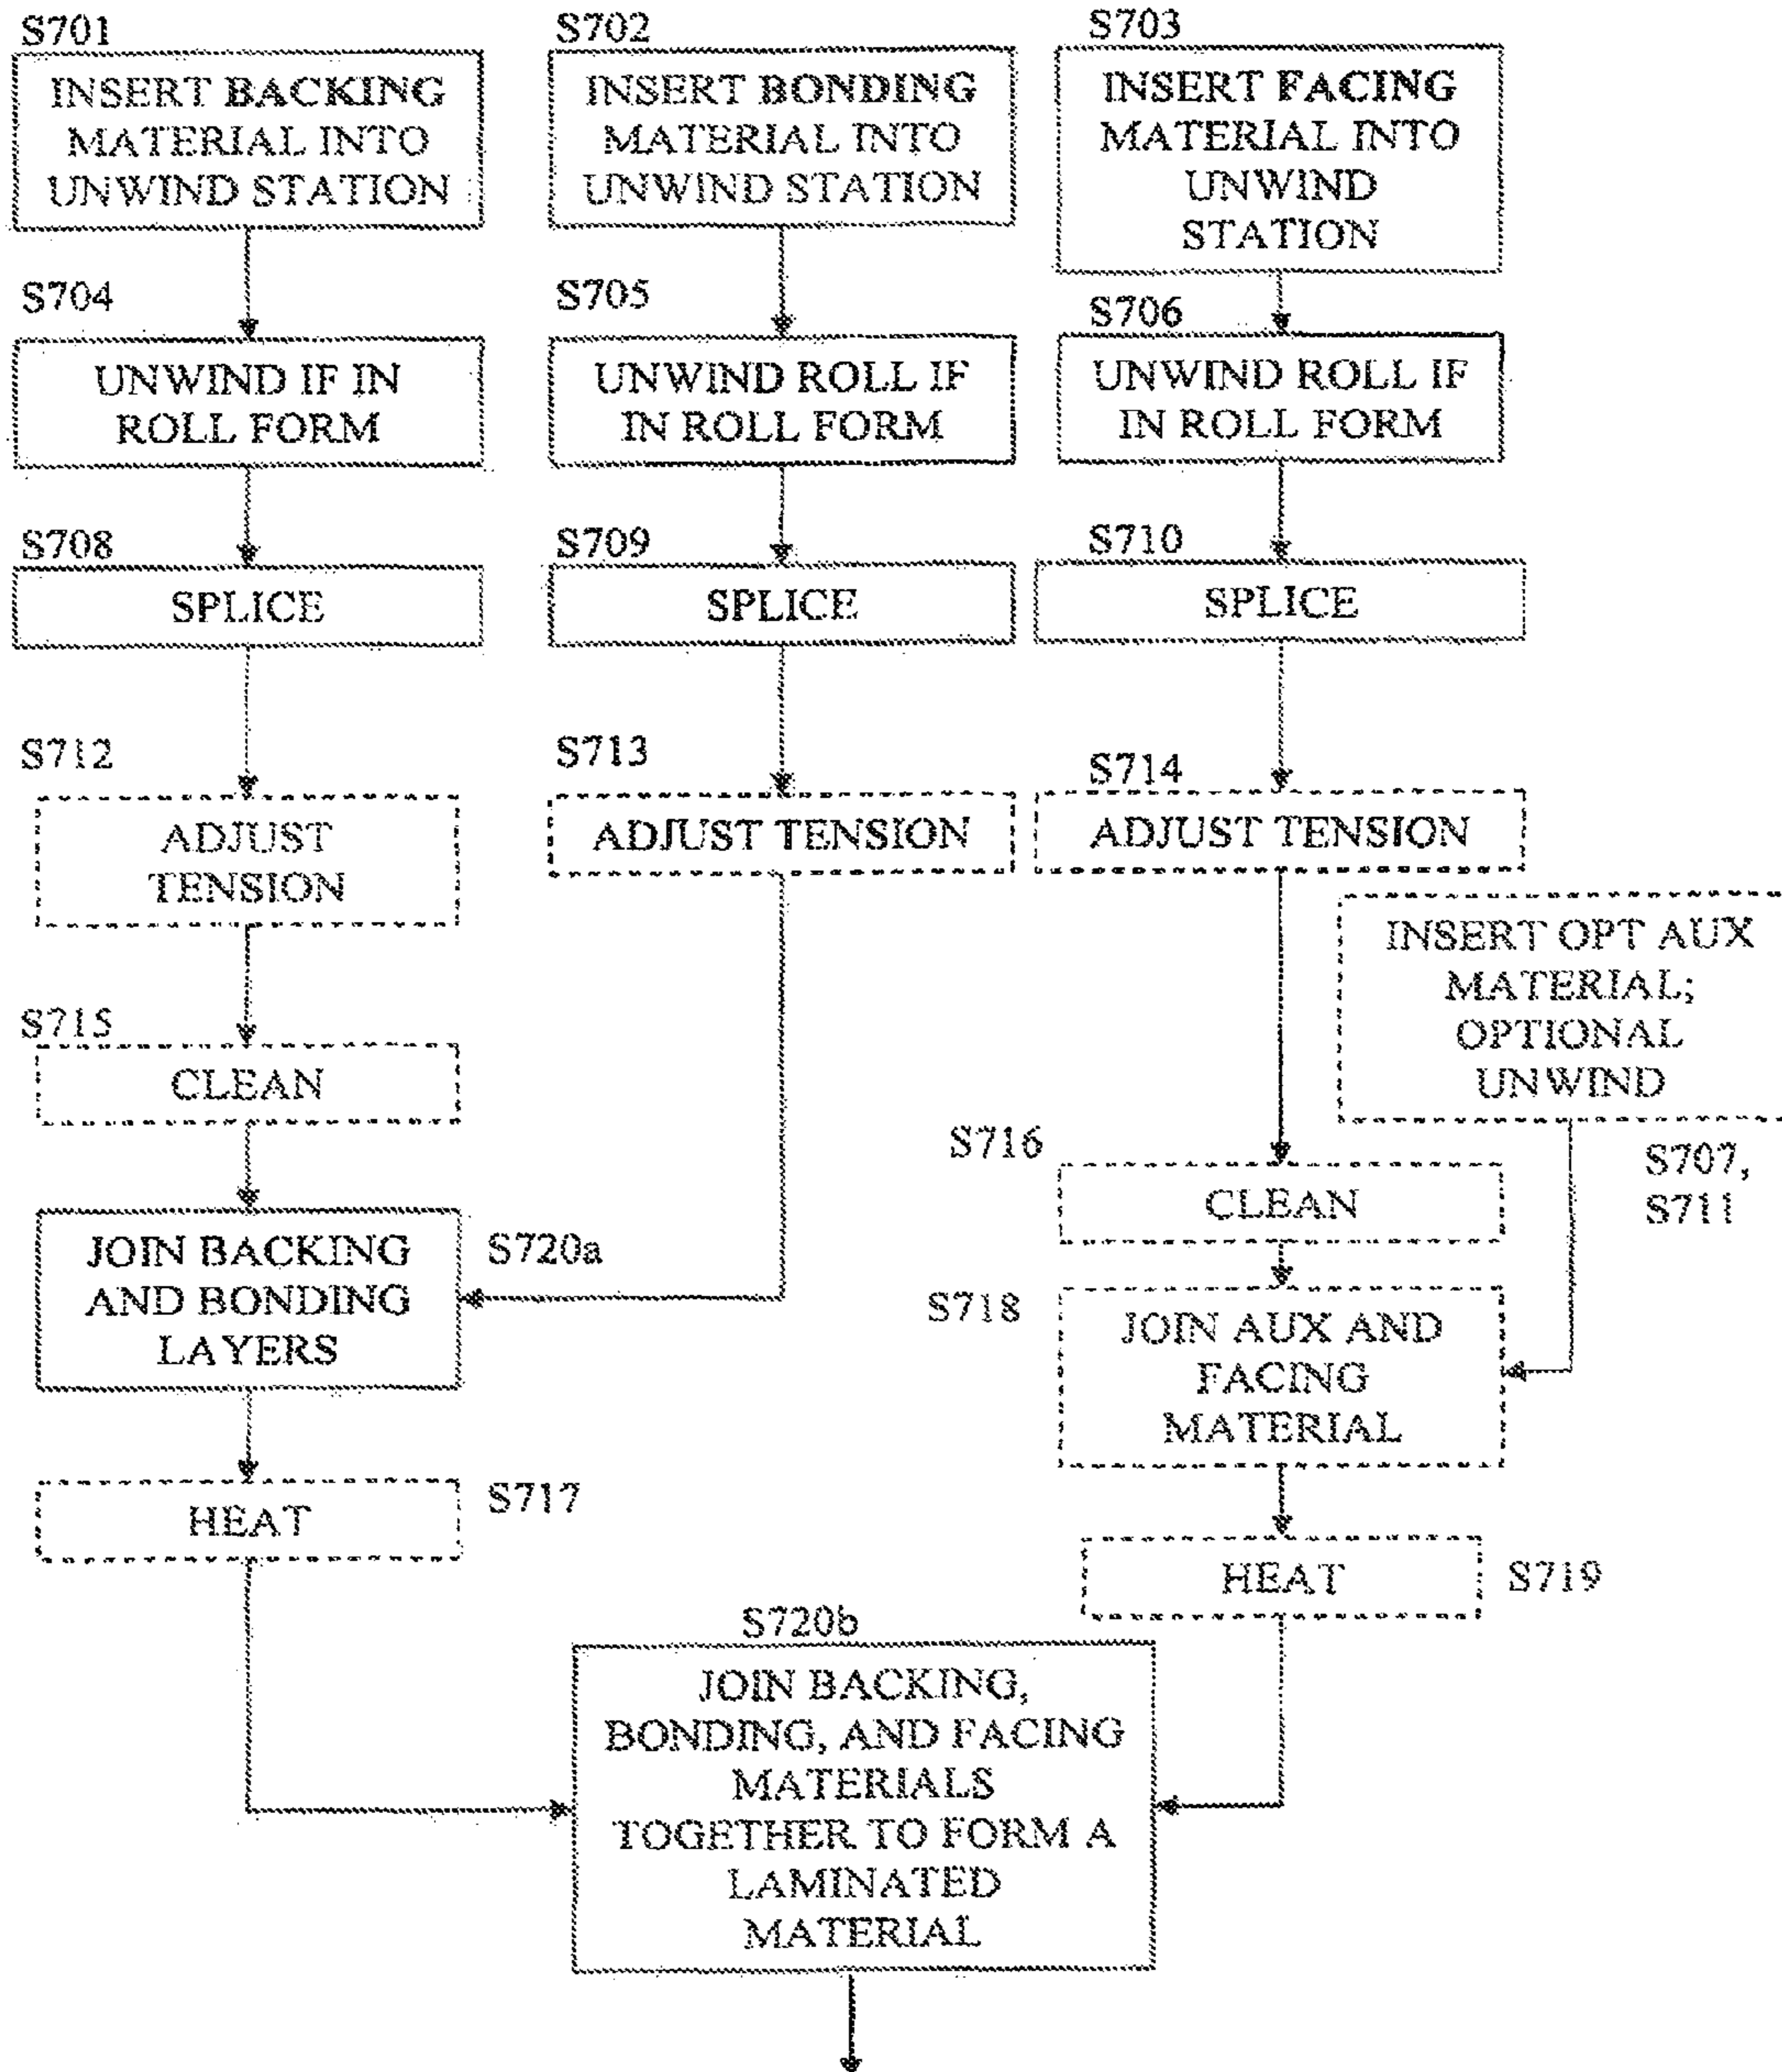 S701
INSERT BACKING
MATERIAL INTO
UNWIND STATION
S702
INSERT BONDING
MATERIAL INTO
UNWIND STATION
S703
INSERT FACING
MATERIAL INTO
UNWIND
STATION
S704
UNWIND IF IN
ROLL FORM
S705
UNWIND ROLL IF
IN ROLL FORM
S706
UNWIND ROLL IF
IN ROLL FORM
S708
SPLICE
S709
SPLICE
S710
SPLICE
S712
ADJUST
TENSION
S713
ADJUST TENSION
S714
ADJUST TENSION
INSERT OPT AUX
MATERIAL;
OPTIONAL
UNWIND
S707,
S711
S715
CLEAN
S716
CLEAN
JOIN BACKING
AND BONDING
LAYERS
S720a
S718
JOIN AUX AND
FACING
MATERIAL
HEAT
S717
HEAT
S719
S720b
JOIN BACKING,
BONDING, AND FACING
MATERIALS
TOGETHER TO FORM A
LAMINATED
MATERIAL